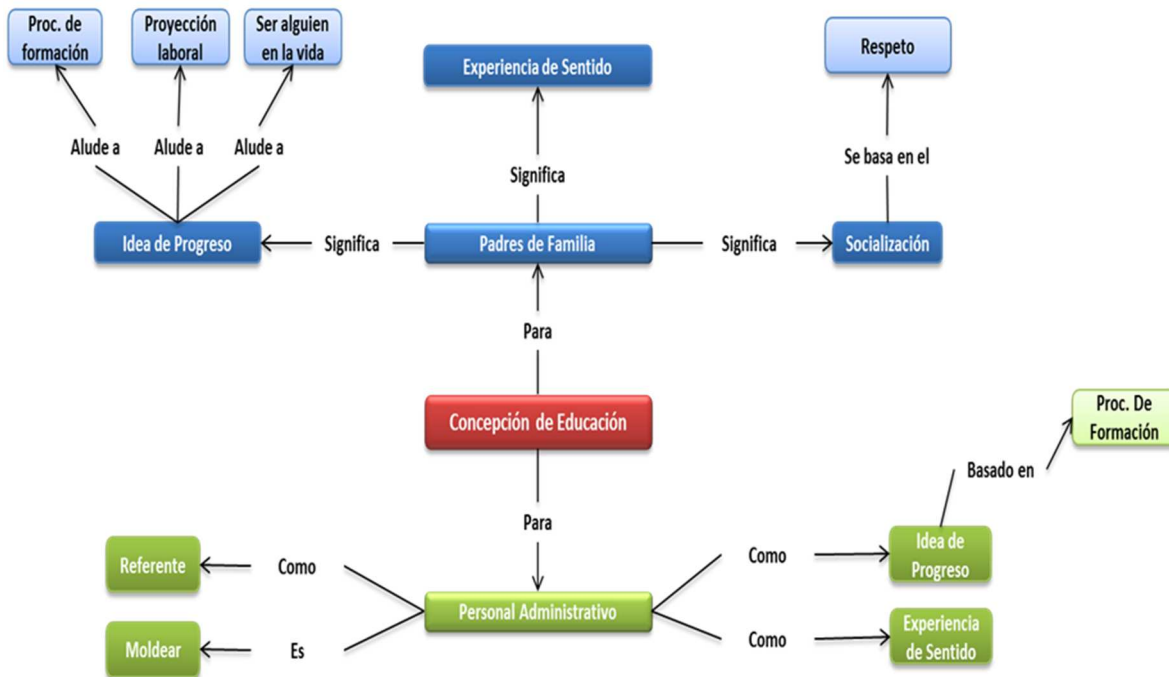 Proc. de
formación
Proyección
laboral
Ser alguien
en la vida
Experiencia de Sentido
Respeto
Alude a
Alude a
Alude a
Se basa en el
Significa
Idea de Progreso
Significa
Padres de Familia
Significa
Socialización
Para
Concepción de Educación
Proc. De
Formación
Basado en
Para
Referente
Como
Como
Idea de
Progreso
Personal Administrativo
Moldear
Es
Como
Experiencia
de Sentido